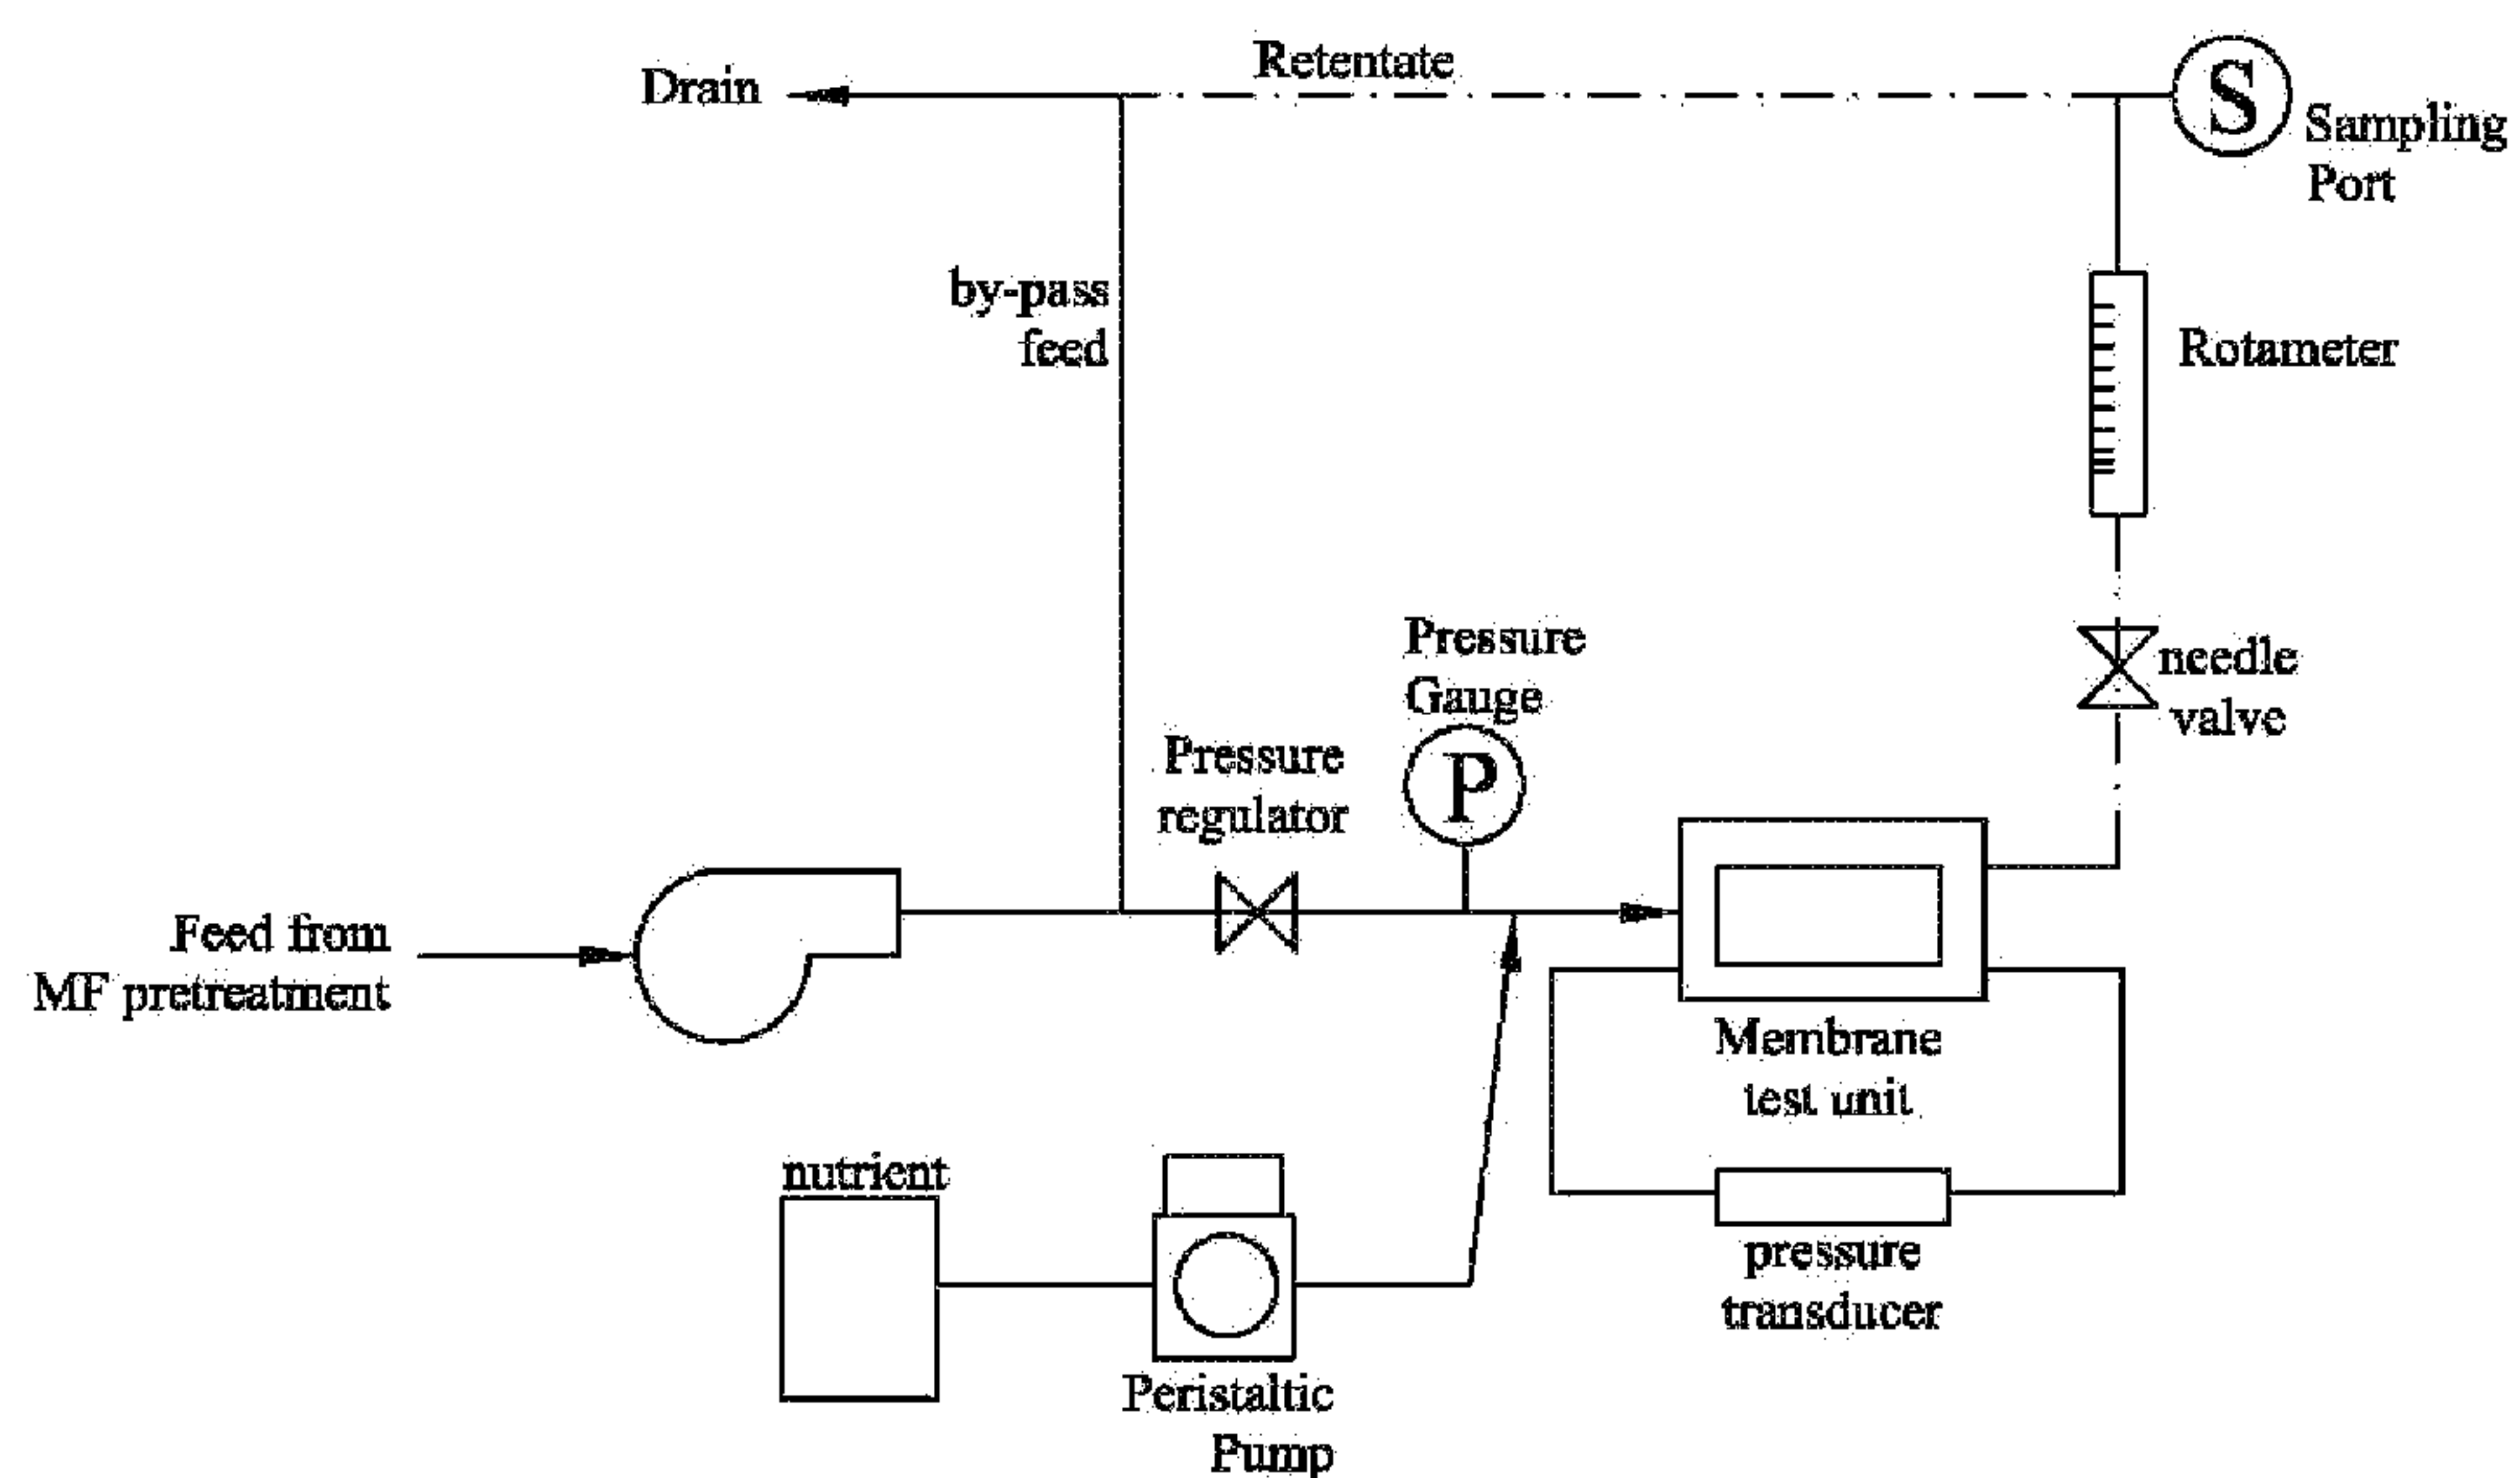 Retentate
Drain
S
Sampling
Port
by-pass
feed
Rotameter
Pressure
Gauge
P
needle
valve
Pressure
regulator
Feed from
MF pretreatment
Membrane
test unit
nutrient
pressure
transducer
Peristaltic
Pump